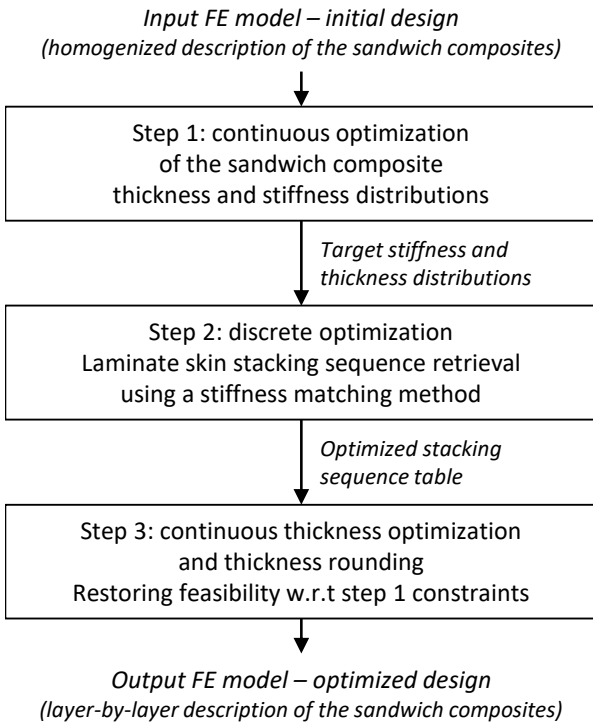 Input FE model – initial design
(homogenized description of the sandwich composites)
Step 1: continuous optimization
of the sandwich composite
thickness and stiffness distributions
Target stiffness and
thickness distributions
Step 2: discrete optimization
Laminate skin stacking sequence retrieval
using a stiffness matching method
Optimized stacking
sequence table
Step 3: continuous thickness optimization
and thickness rounding
Restoring feasibility w.r.t step 1 constraints
Output FE model – optimized design
(layer-by-layer description of the sandwich composites)